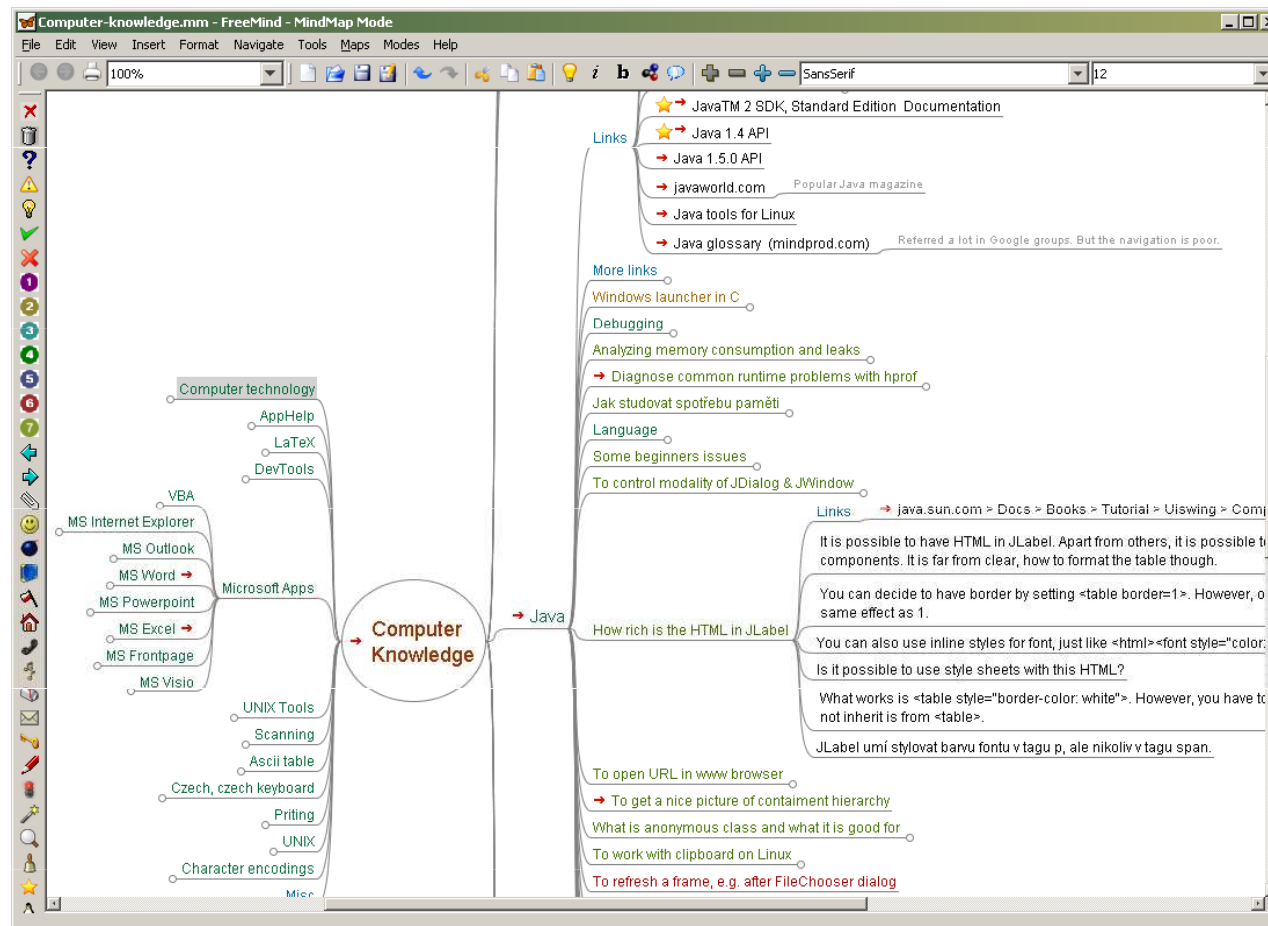 Computer-knowledge.mm - FreeMind - MindMap Mode
File Edit View Insert Format Navigate Tools Maps Modes Help
100%
i b
SansSerif
12
? 
1
2
3
4
5
6
7
Computer technology
AppHelp
LaTeX
DevTools
VBA
MS Internet Explorer
MS Outlook
MS Word
MS Powerpoint
MS Excel
MS Frontpage
MS Visio
Microsoft Apps
UNIX Tools
Scanning
Ascii table
Czech, czech keyboard
Priting
UNIX
Character encodings
Misc
Computer
Knowledge
Java
Links
JavaTM 2 SDK, Standard Edition Documentation
Java 1.4 API
Java 1.5.0 API
javaworld.com Popular Java magazine
Java tools for Linux
Java glossary (mindprod.com) Referred a lot in Google groups. But the navigation is poor.
More links
Windows launcher in C
Debugging
Analyzing memory consumption and leaks
Diagnose common runtime problems with hprof
Jak studovat spotřebu paměti
Language
Some beginners issues
To control modality of JDialog & JWindow
How rich is the HTML in JLabel
Links java.sun.com > Docs > Books > Tutorial > Uiswing > Comp
It is possible to have HTML in JLabel. Apart from others, it is possible to
components. It is far from clear, how to format the table though.
You can decide to have border by setting <table border=1>. However, o
same effect as 1.
You can also use inline styles for font, just like <html><font style="color:
Is it possible to use style sheets with this HTML?
What works is <table style="border-color: white">. However, you have to
not inherit is from <table>.
JLabel umí stylovat barvu fontu v tagu p, ale nikoliv v tagu span.
To open URL in www browser
To get a nice picture of contaiment hierarchy
What is anonymous class and what it is good for
To work with clipboard on Linux
To refresh a frame, e.g. after FileChooser dialog